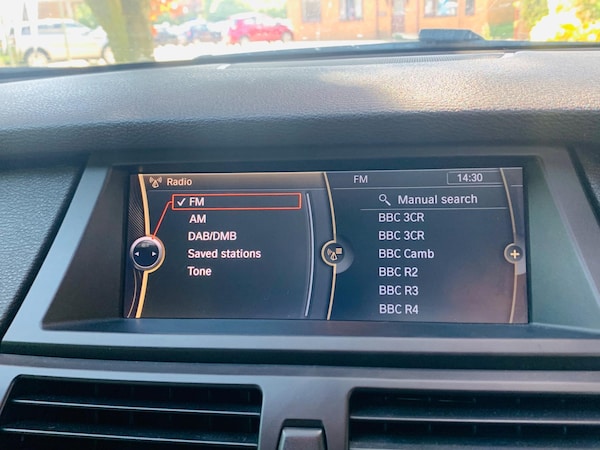 Radio
✓ FM
AM
DAB/DMB
Saved stations
Tone
FM 14:30
Manual search
BBC 3CR
BBC 3CR
BBC Camb
BBC R2
BBC R3
BBC R4